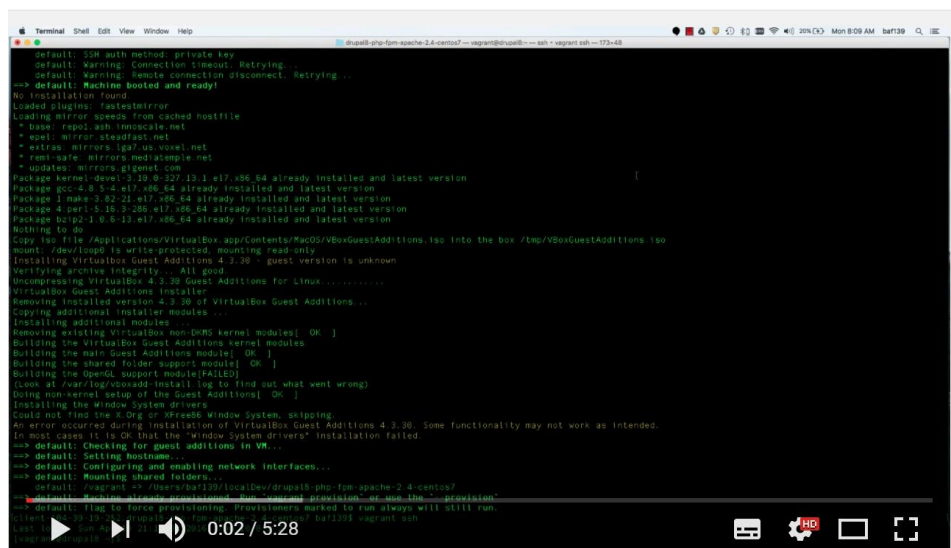 Terminal Shell Edit View Window Help
20% Mon 8:09 AM baf139
drupal8-php-fpm-apache-2.4-centos7 — vagrant@drupal8:~ — ssh • vagrant ssh — 173×48
default: SSH auth method: private key
default: Warning: Connection timeout. Retrying...
default: Warning: Remote connection disconnect. Retrying...
==> default: Machine booted and ready!
No installation found.
Loaded plugins: fastestmirror
Loading mirror speeds from cached hostfile
* base: repo1.ash.innoscale.net
* epel: mirror.steadfast.net
* extras: mirrors.lga7.us.voxel.net
* remi-safe: mirrors.mediatemple.net
* updates: mirrors.gigenet.com
Package kernel-devel-3.10.0-327.13.1.el7.x86_64 already installed and latest version
Package gcc-4.8.5-4.el7.x86_64 already installed and latest version
Package 1:make-3.82-21.el7.x86_64 already installed and latest version
Package 4:perl-5.16.3-286.el7.x86_64 already installed and latest version
Package bzip2-1.0.6-13.el7.x86_64 already installed and latest version
Nothing to do
Copy iso file /Applications/VirtualBox.app/Contents/MacOS/VBoxGuestAdditions.iso into the box /tmp/VBoxGuestAdditions.iso
mount: /dev/loop0 is write-protected, mounting read-only
Installing Virtualbox Guest Additions 4.3.30 - guest version is unknown
Verifying archive integrity... All good.
Uncompressing VirtualBox 4.3.30 Guest Additions for Linux............
VirtualBox Guest Additions installer
Removing installed version 4.3.30 of VirtualBox Guest Additions...
Copying additional installer modules ...
Installing additional modules ...
Removing existing VirtualBox non-DKMS kernel modules[ OK ]
Building the VirtualBox Guest Additions kernel modules
Building the main Guest Additions module[ OK ]
Building the shared folder support module[ OK ]
Building the OpenGL support module[FAILED]
(Look at /var/log/vboxadd-install.log to find out what went wrong)
Doing non-kernel setup of the Guest Additions[ OK ]
Installing the Window System drivers
Could not find the X.Org or XFree86 Window System, skipping.
An error occurred during installation of VirtualBox Guest Additions 4.3.30. Some functionality may not work as intended.
In most cases it is OK that the "Window System drivers" installation failed.
==> default: Checking for guest additions in VM...
==> default: Setting hostname...
==> default: Configuring and enabling network interfaces...
==> default: Mounting shared folders...
default: /vagrant => /Users/baf139/localDev/drupal8-php-fpm-apache-2.4-centos7
==> default: Machine already provisioned. Run `vagrant provision` or use the `--provision`
==> default: flag to force provisioning. Provisioners marked to run always will still run.
baf139$ vagrant ssh
Last
0:02 / 5:28
HD